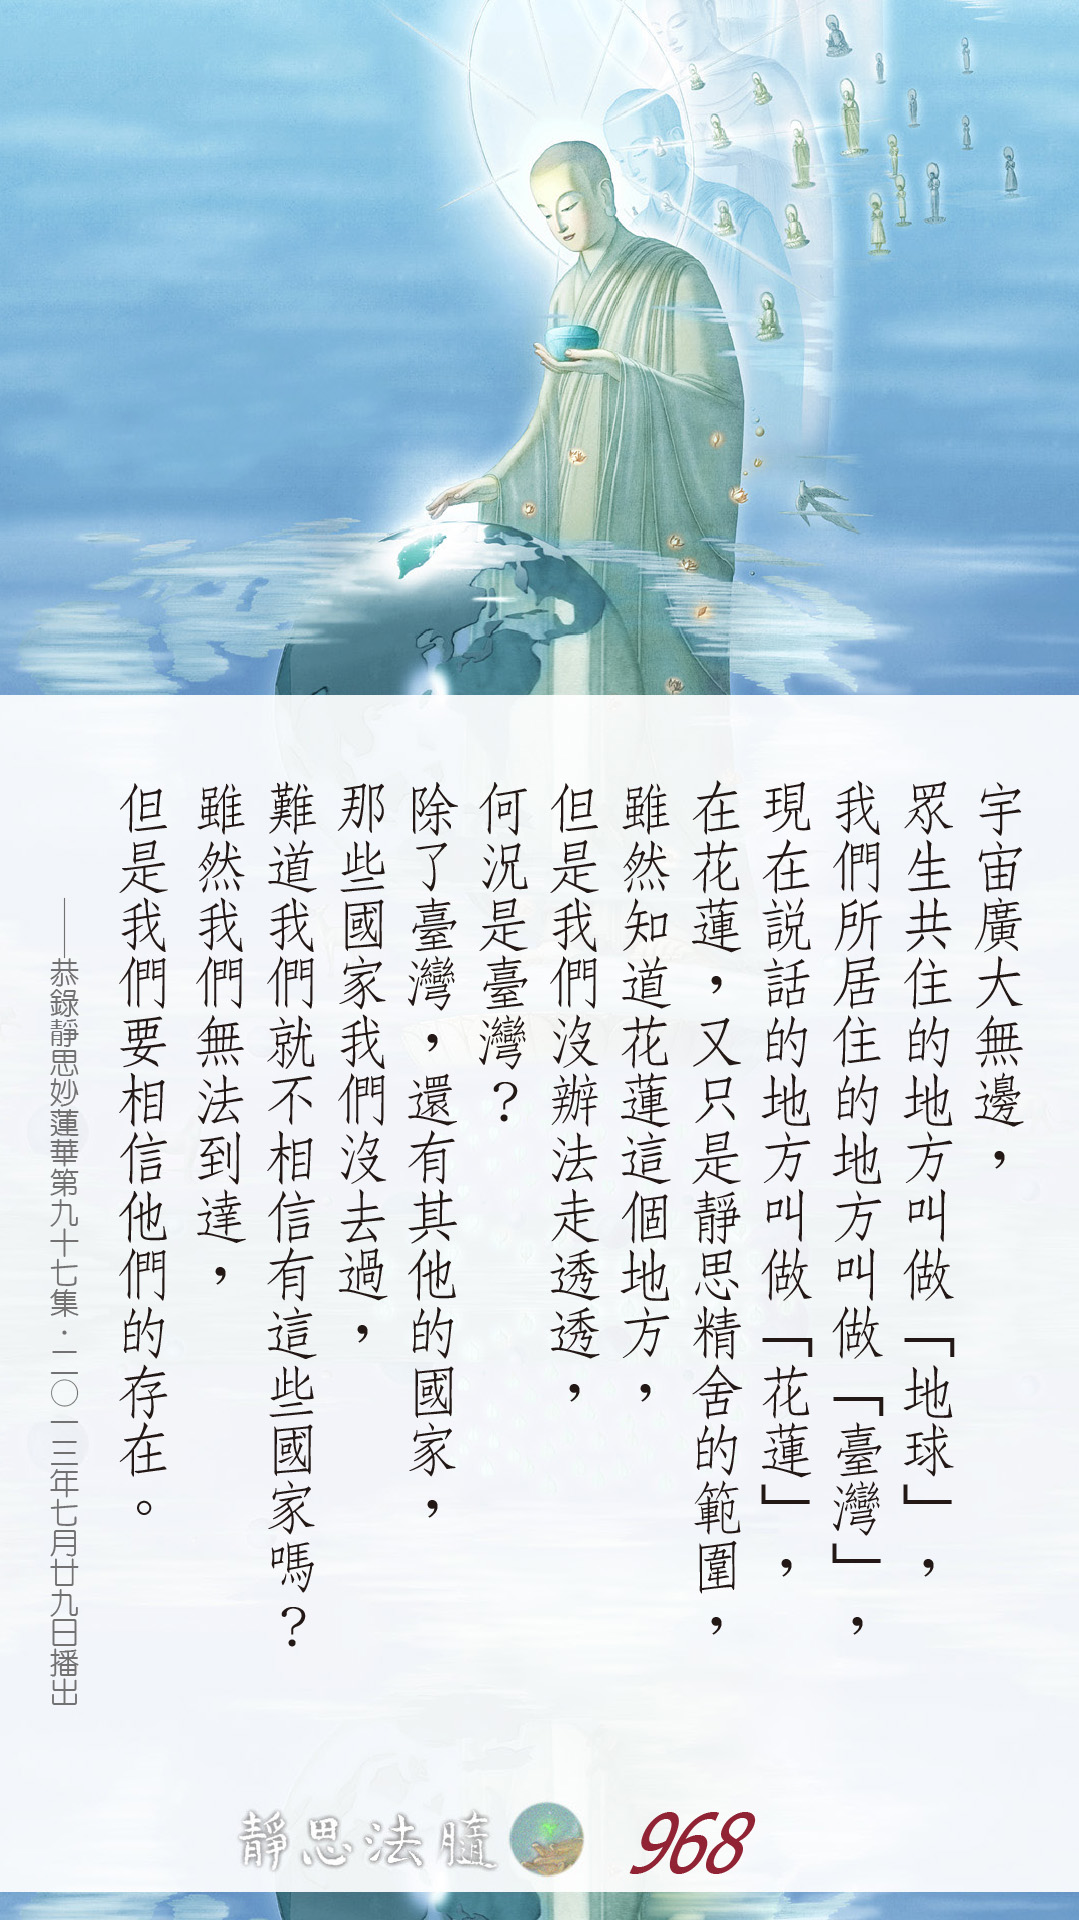 宇宙廣大無邊，
眾生共住的地方叫做「地球」，
我們所居住的地方叫做「臺灣」，
現在説話的地方叫做「花蓮」，
在花蓮，又只是靜思精舍的範圍，
雖然知道花蓮這個地方，
但是我們沒辦法走透透，
何況是臺灣？
除了臺灣，還有其他的國家，
那些國家我們沒去過，
難道我們就不相信有這些國家嗎？
雖然我們無法到達，
但是我們要相信他們的存在。
——恭錄靜思妙蓮華第九十七集．二〇一三年七月廿九日播出
靜思法髓
968